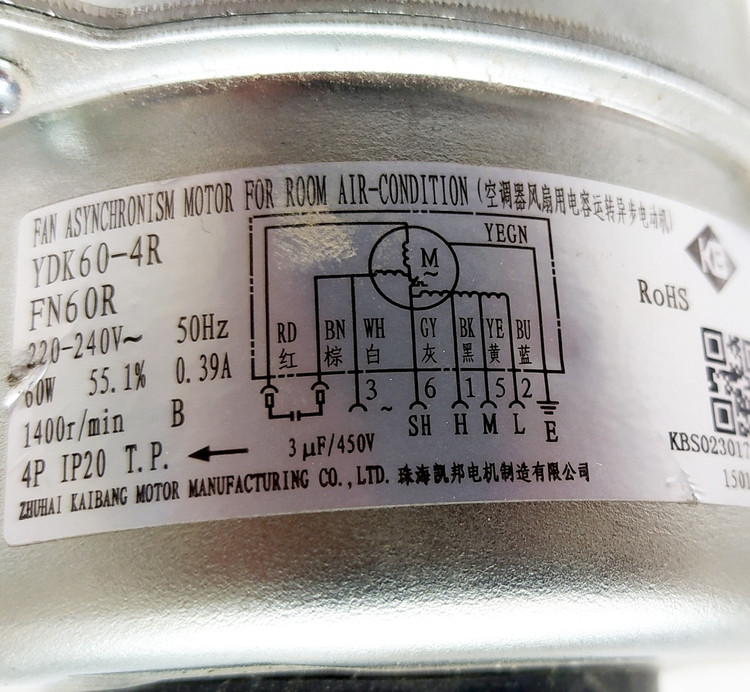 FAN ASYNCHRONISM MOTOR FOR ROOM AIR-CONDITION (空调器风扇用电容运转异步电动机)
YDK60-4R
FN60R
220-240V~ 50Hz
60W 55.1% 0.39A
1400r/min B
4P IP20 T.P.
YEGN
M
~
RD BN WH GY BK YE BU
红 棕 白 灰 黑 黄 蓝
3 ~ 6 1 5 2
SH H M L E
3μF/450V
KB
RoHS
KBS023017
1501
ZHUHAI KAIBANG MOTOR MANUFACTURING CO., LTD. 珠海凯邦电机制造有限公司